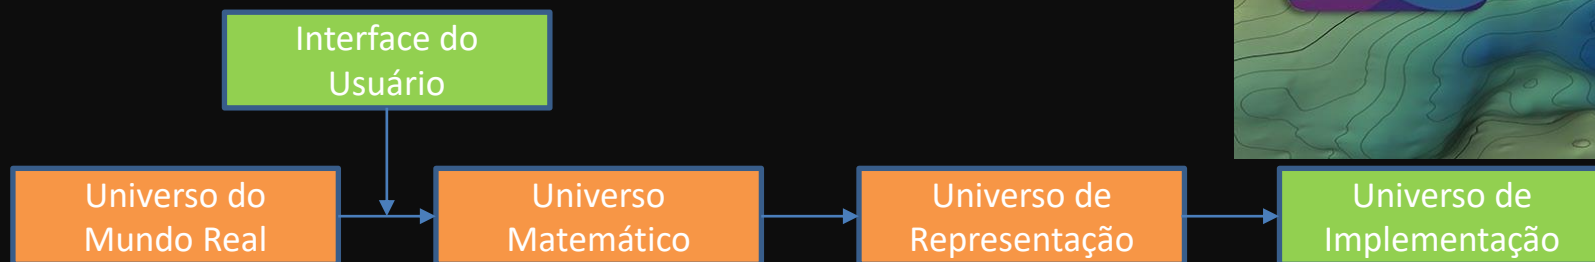 Interface do
Usuário
Universo do
Mundo Real
Universo
Matemático
Universo de
Representação
Universo de
Implementação